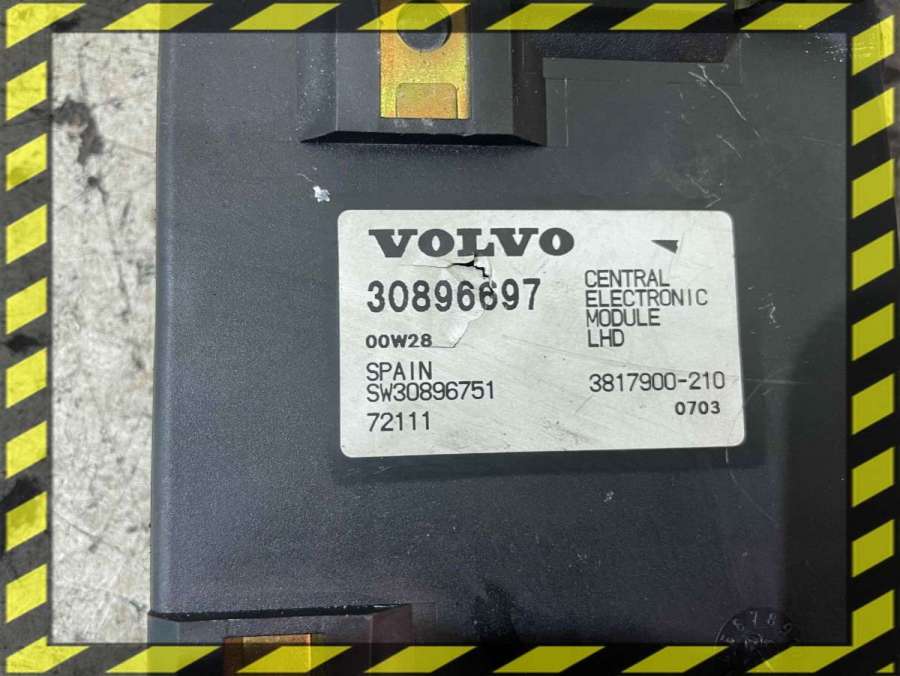 VOLVO
30896697
CENTRAL
ELECTRONIC
MODULE
LHD
00W28
SPAIN
SW30896751
3817900-210
72111
0703